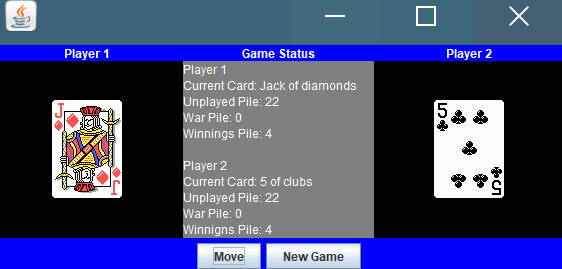 Player 1
Game Status
Player 2
Player 1
Current Card: Jack of diamonds
Unplayed Pile: 22
War Pile: 0
Winnings Pile: 4
Player 2
Current Card: 5 of clubs
Unplayed Pile: 22
War Pile: 0
Winnigns Pile: 4
J
J
5
5
Move
New Game